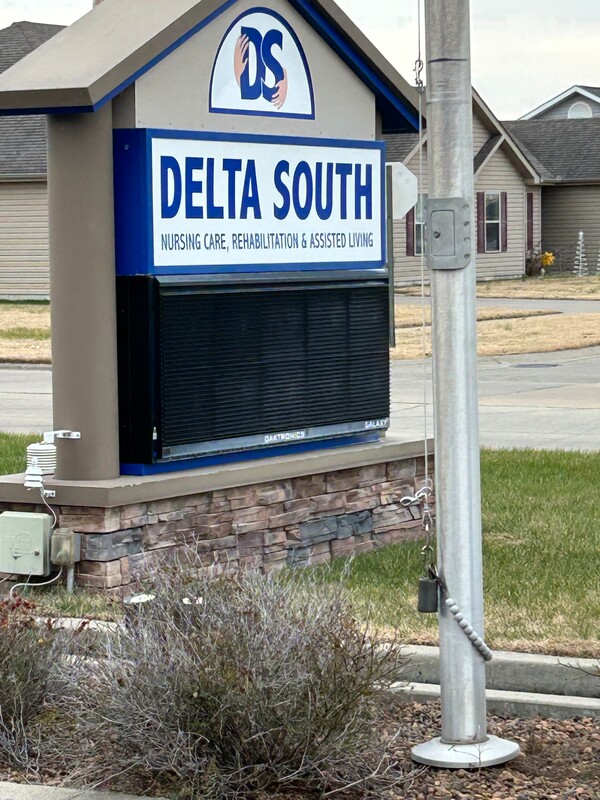 DS
DELTA SOUTH
NURSING CARE, REHABILITATION & ASSISTED LIVING
DAKTRONICS
GALAXY